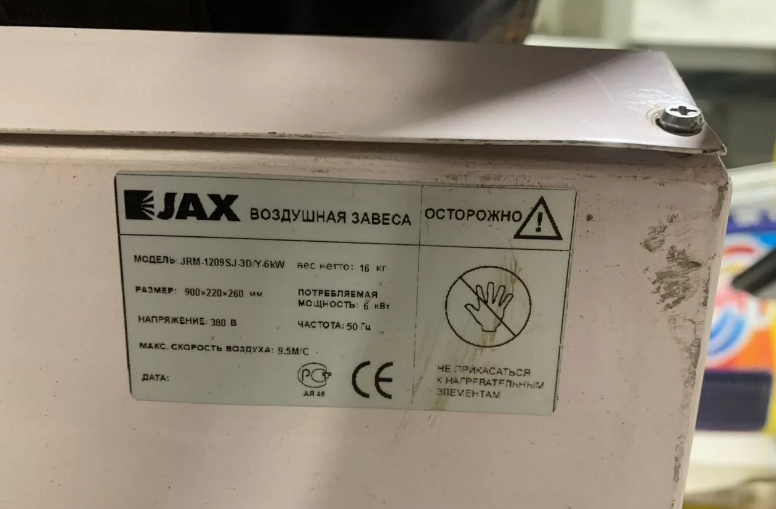 JAX ВОЗДУШНАЯ ЗАВЕСА
ОСТОРОЖНО
МОДЕЛЬ: JRM-1209SJ-3D/Y-6kW
вес нетто: 16 кг
РАЗМЕР: 900×220×260 мм
ПОТРЕБЛЯЕМАЯ
МОЩНОСТЬ: 6 кВт
НАПРЯЖЕНИЕ: 380 В
ЧАСТОТА: 50 Гц
МАКС. СКОРОСТЬ ВОЗДУХА: 9.5М/С
ДАТА:
РСТ
АЯ 46
CE
НЕ ПРИКАСАТЬСЯ
К НАГРЕВАТЕЛЬНЫМ
ЭЛЕМЕНТАМ